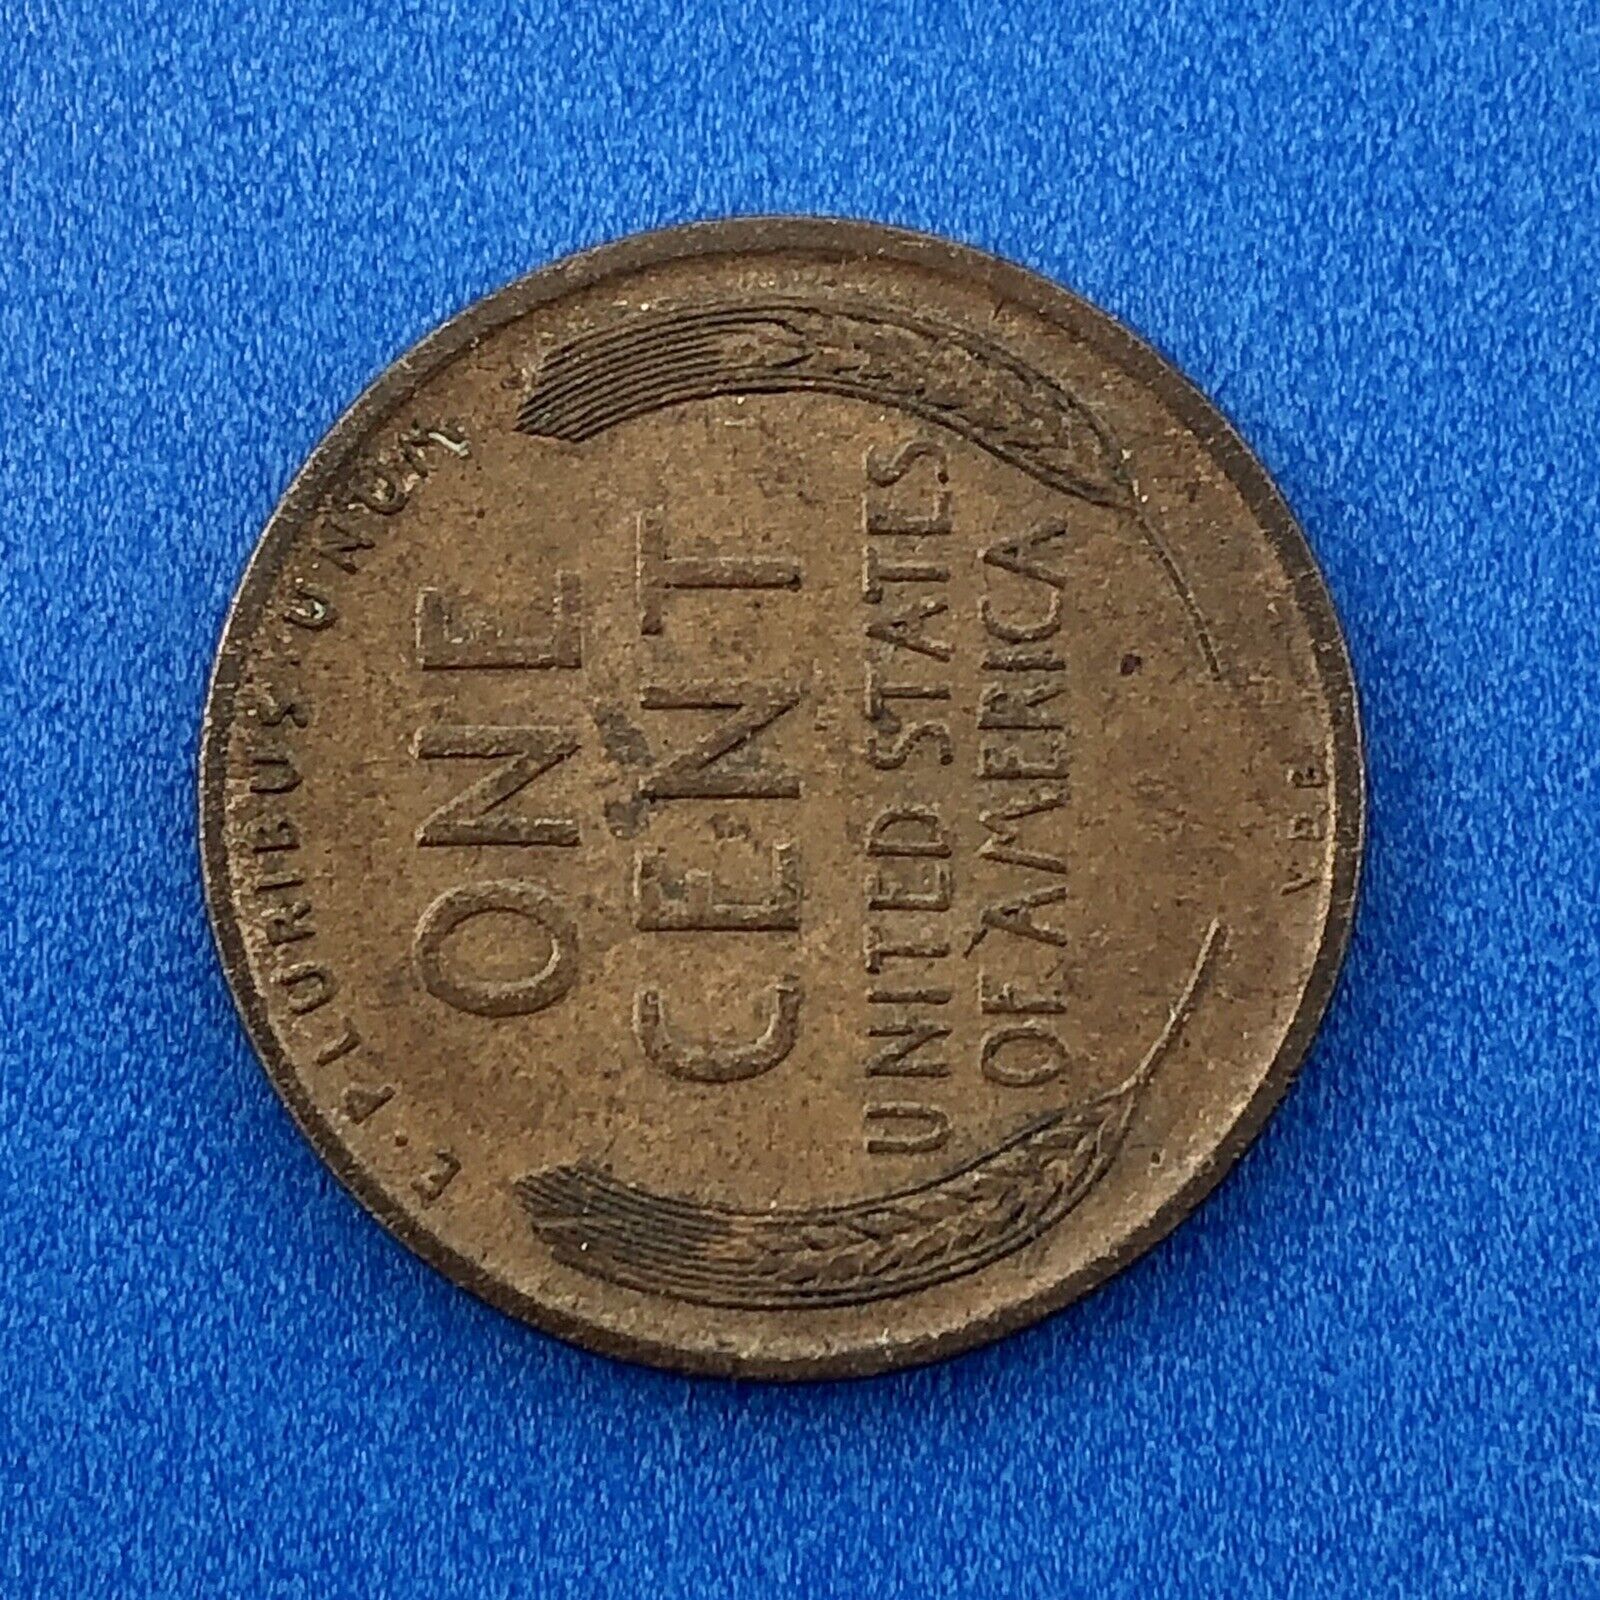 E·PLURIBUS·UNUM
ONE
CENT
UNITED STATES
OF AMERICA
V.D.B.